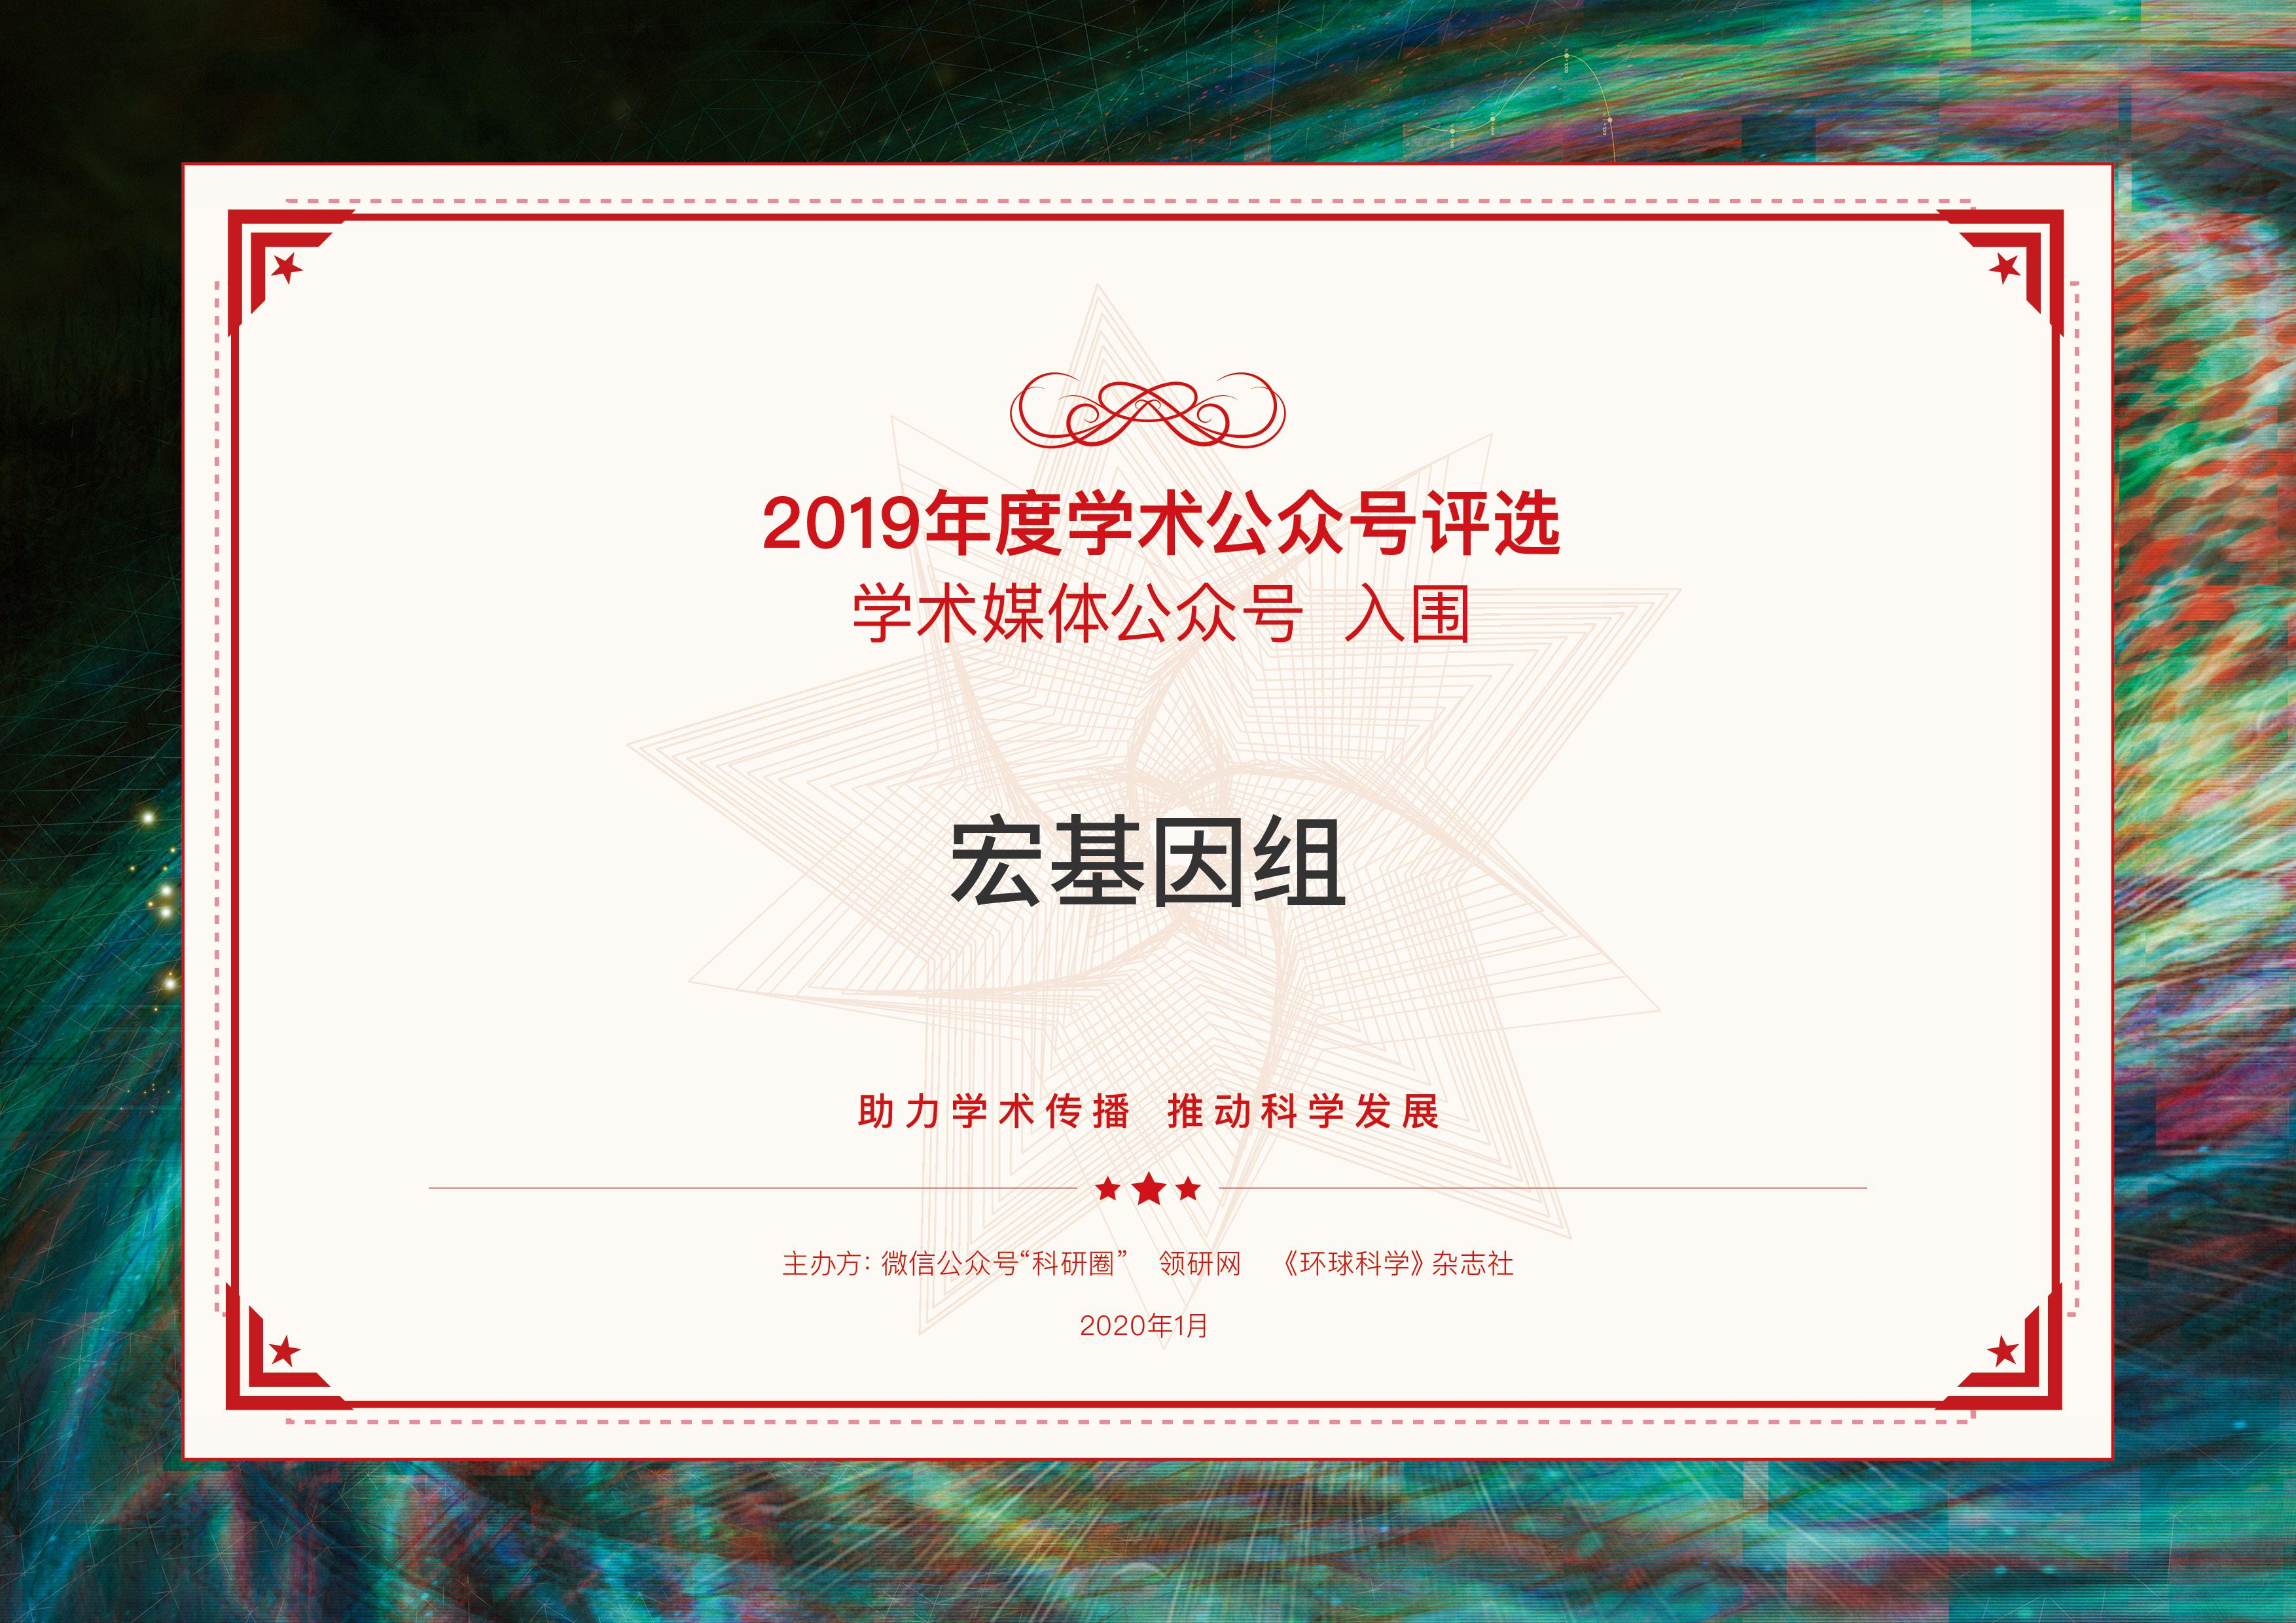 2019年度学术公众号评选
学术媒体公众号 入围
宏基因组
助力学术传播 推动科学发展
主办方：微信公众号“科研圈” 领研网 《环球科学》杂志社
2020年1月